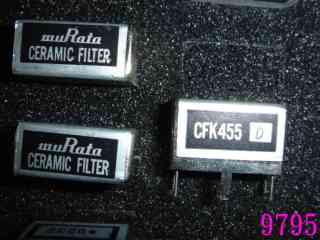 muRata
CERAMIC FILTER
CFK455 D
muRata
CERAMIC FILTER
9795